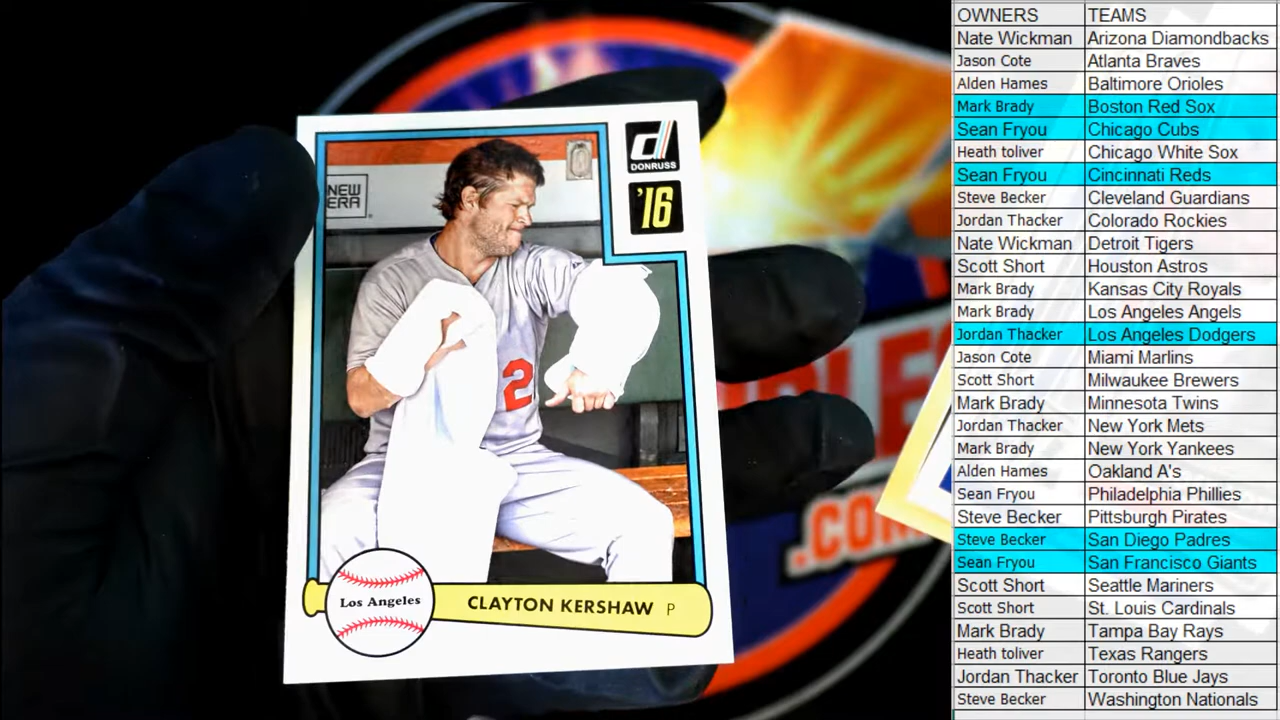 NEW
ERA
DONRUSS
'16
2
Los Angeles
CLAYTON KERSHAW P
.COM
OWNERS TEAMS
Nate Wickman Arizona Diamondbacks
Jason Cote Atlanta Braves
Alden Hames Baltimore Orioles
Mark Brady Boston Red Sox
Sean Fryou Chicago Cubs
Heath toliver Chicago White Sox
Sean Fryou Cincinnati Reds
Steve Becker Cleveland Guardians
Jordan Thacker Colorado Rockies
Nate Wickman Detroit Tigers
Scott Short Houston Astros
Mark Brady Kansas City Royals
Mark Brady Los Angeles Angels
Jordan Thacker Los Angeles Dodgers
Jason Cote Miami Marlins
Scott Short Milwaukee Brewers
Mark Brady Minnesota Twins
Jordan Thacker New York Mets
Mark Brady New York Yankees
Alden Hames Oakland A's
Sean Fryou Philadelphia Phillies
Steve Becker Pittsburgh Pirates
Steve Becker San Diego Padres
Sean Fryou San Francisco Giants
Scott Short Seattle Mariners
Scott Short St. Louis Cardinals
Mark Brady Tampa Bay Rays
Heath toliver Texas Rangers
Jordan Thacker Toronto Blue Jays
Steve Becker Washington Nationals